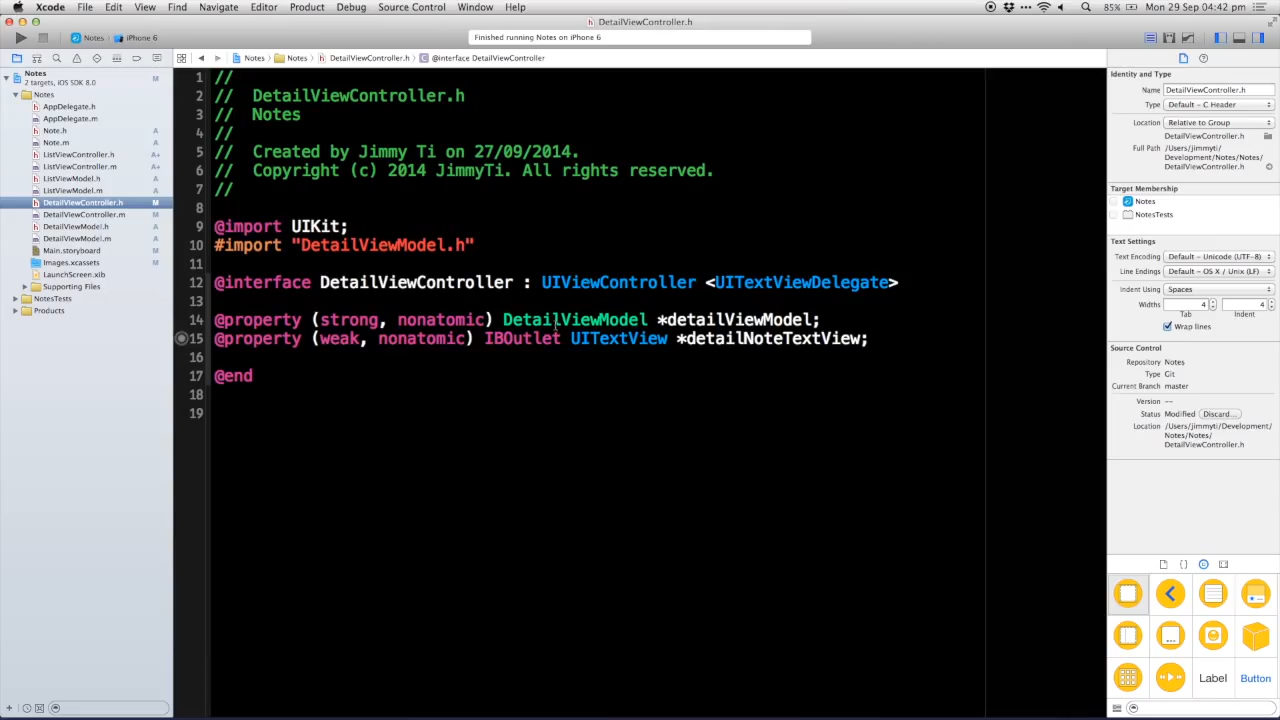 Xcode File Edit View Find Navigate Editor Product Debug Source Control Window Help
85% Mon 29 Sep 04:42 pm
DetailViewController.h
Notes iPhone 6
Finished running Notes on iPhone 6
Notes Notes DetailViewController.h @interface DetailViewController
Notes M
2 targets, iOS SDK 8.0
Notes
AppDelegate.h
AppDelegate.m
Note.h A
Note.m A
ListViewController.h A+
ListViewController.m A+
ListViewModel.h A
ListViewModel.m A
DetailViewController.h M
DetailViewController.m M
DetailViewModel.h A
DetailViewModel.m A
Main.storyboard M
Images.xcassets M
LaunchScreen.xib
Supporting Files
NotesTests
Products
1 //
2 // DetailViewController.h
3 // Notes
4 //
5 // Created by Jimmy Ti on 27/09/2014.
6 // Copyright (c) 2014 JimmyTi. All rights reserved.
7 //
8
9 @import UIKit;
10 #import "DetailViewModel.h"
11
12 @interface DetailViewController : UIViewController <UITextViewDelegate>
13
14 @property (strong, nonatomic) DetailViewModel *detailViewModel;
15 @property (weak, nonatomic) IBOutlet UITextView *detailNoteTextView;
16
17 @end
18
19
Identity and Type
Name DetailViewController.h
Type Default - C Header
Location Relative to Group
DetailViewController.h
Full Path /Users/jimmyti/
Development/Notes/Notes/
DetailViewController.h
Target Membership
Notes
NotesTests
Text Settings
Text Encoding Default - Unicode (UTF-8)
Line Endings Default - OS X / Unix (LF)
Indent Using Spaces
Widths 4 4
Tab Indent
Wrap lines
Source Control
Repository Notes
Type Git
Current Branch master
Version --
Status Modified Discard...
Location /Users/jimmyti/Development/
Notes/Notes/
DetailViewController.h
Label Button